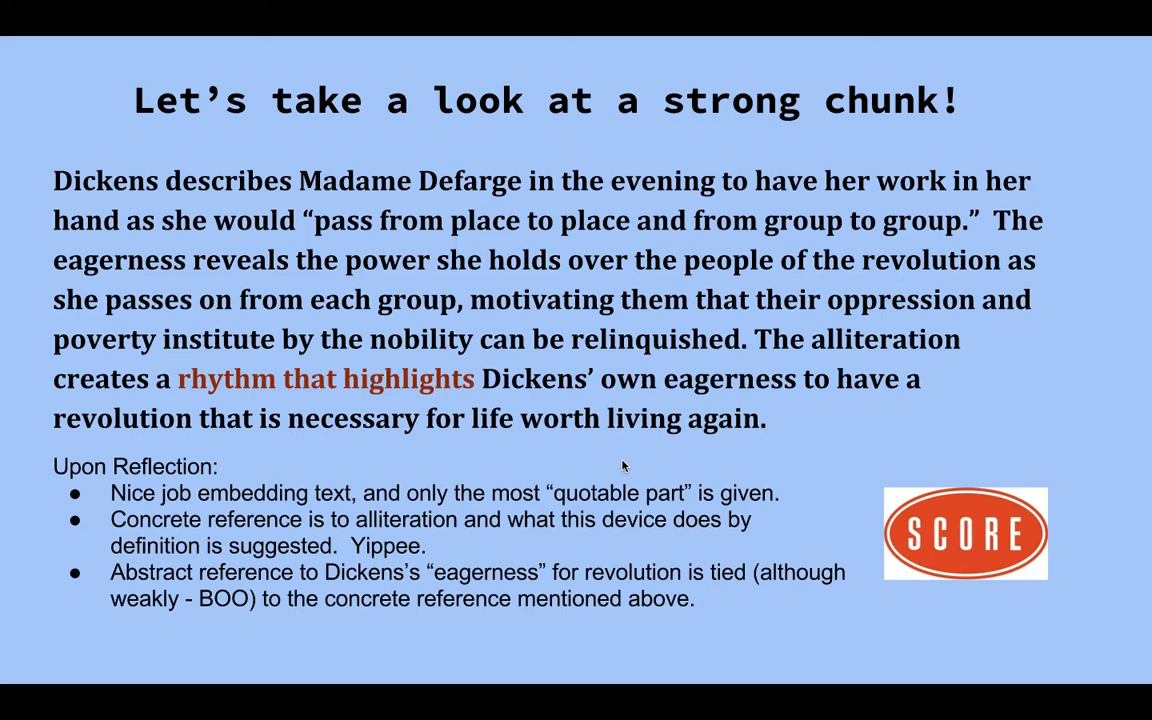 Let’s take a look at a strong chunk!
Dickens describes Madame Defarge in the evening to have her work in her
hand as she would “pass from place to place and from group to group.” The
eagerness reveals the power she holds over the people of the revolution as
she passes on from each group, motivating them that their oppression and
poverty institute by the nobility can be relinquished. The alliteration
creates a rhythm that highlights Dickens’ own eagerness to have a
revolution that is necessary for life worth living again.
Upon Reflection:
● Nice job embedding text, and only the most “quotable part” is given.
● Concrete reference is to alliteration and what this device does by
definition is suggested. Yippee.
● Abstract reference to Dickens’s “eagerness” for revolution is tied (although
weakly - BOO) to the concrete reference mentioned above.
SCORE